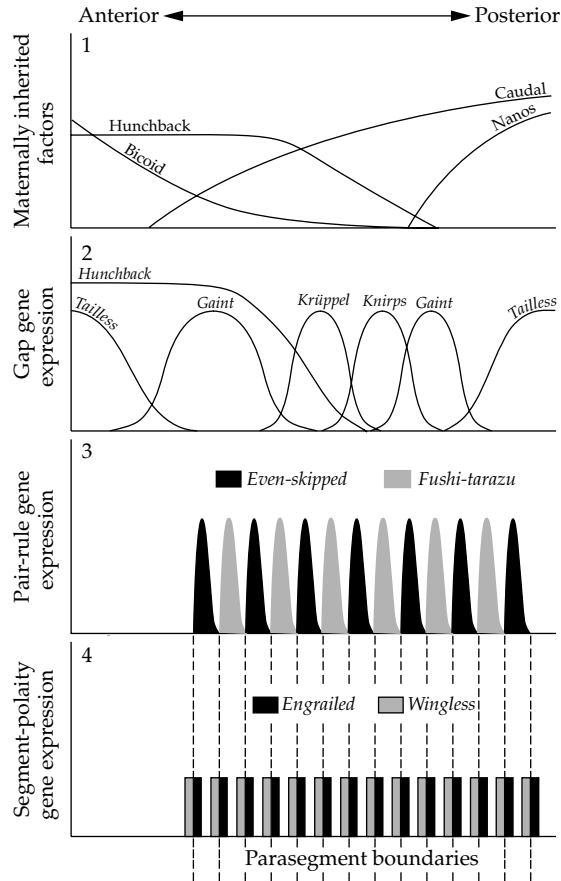 Anterior Posterior
1
Maternally inherited
factors
Hunchback
Bicoid
Caudal
Nanos
2
Gap gene
expression
Hunchback
Tailless
Gaint
Krüppel
Knirps
Gaint
Tailless
3
Pair-rule gene
expression
Even-skipped Fushi-tarazu
4
Segment-polaity
gene expression
Engrailed Wingless
Parasegment boundaries